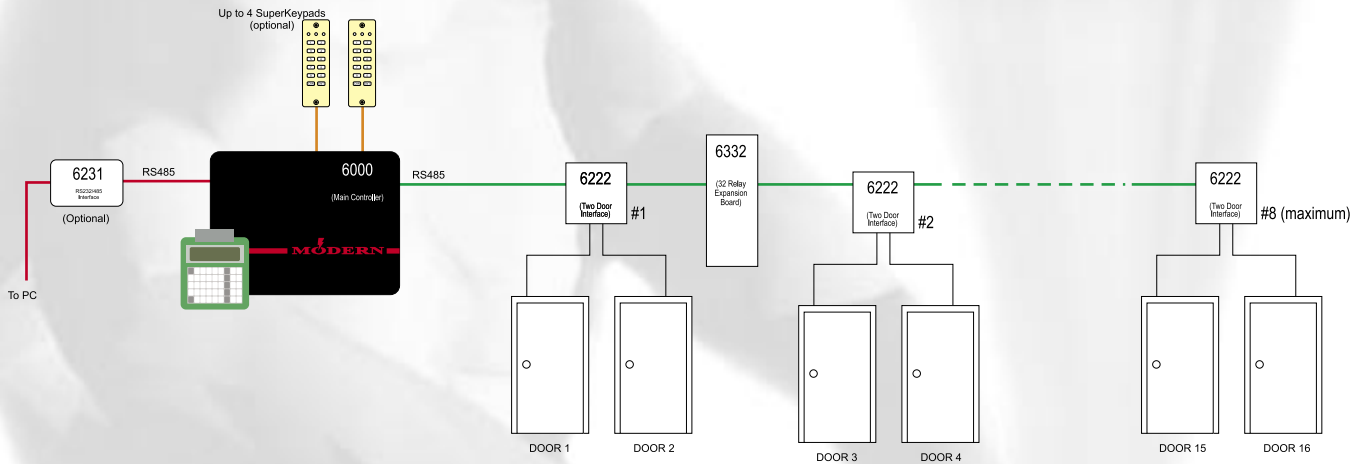 Up to 4 SuperKeypads
(optional)
6231
RS232/485
Interface
(Optional)
RS485
To PC
6000
(Main Controller)
MODERN
RS485
6222
(Two Door
Interface)
#1
6332
(32 Relay
Expansion
Board)
6222
(Two Door
Interface)
#2
6222
(Two Door
Interface)
#8 (maximum)
DOOR 1
DOOR 2
DOOR 3
DOOR 4
DOOR 15
DOOR 16